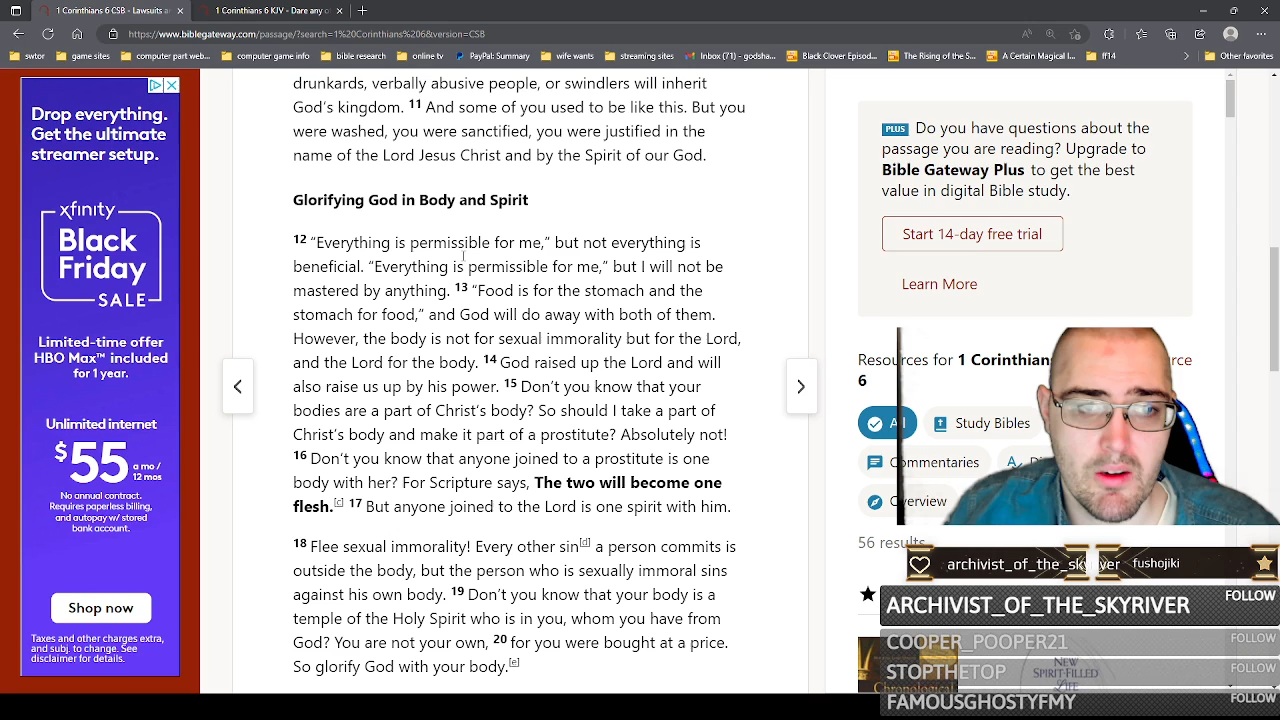 1 Corinthians 6 CSB - Lawsuits a
1 Corinthians 6 KJV - Dare any ot
https://www.biblegateway.com/passage/?search=1%20Corinthians%206&version=CSB
swtor
games
computer part web...
computer game info
bible research
online tv
PayPal: Summary
wife wants
streaming sites
Inbox (71) - godsha...
Black Clover Episod...
The Rising of the S...
A Certain Magical I...
ff14
Other favorites
Drop everything.
Get the ultimate
streamer setup.
xfinity
Black
Friday
SALE
Limited-time offer
HBO Max™ included
for 1 year.
Unlimited internet
$55 a mo /
12 mos
No annual contract.
Requires paperless billing,
and autopay w/ stored
bank account.
Shop now
Taxes and other charges extra,
and subj. to change. See
disclaimer for details.
drunkards, verbally abusive people, or swindlers will inherit
God's kingdom. 11 And some of you used to be like this. But you
were washed, you were sanctified, you were justified in the
name of the Lord Jesus Christ and by the Spirit of our God.
Glorifying God in Body and Spirit
12 “Everything is permissible for me,” but not everything is
beneficial. “Everything is permissible for me,” but I will not be
mastered by anything. 13 “Food is for the stomach and the
stomach for food,” and God will do away with both of them.
However, the body is not for sexual immorality but for the Lord,
and the Lord for the body. 14 God raised up the Lord and will
also raise us up by his power. 15 Don't you know that your
bodies are a part of Christ's body? So should I take a part of
Christ's body and make it part of a prostitute? Absolutely not!
16 Don't you know that anyone joined to a prostitute is one
body with her? For Scripture says, The two will become one
flesh.[c] 17 But anyone joined to the Lord is one spirit with him.
18 Flee sexual immorality! Every other sin[d] a person commits is
outside the body, but the person who is sexually immoral sins
against his own body. 19 Don't you know that your body is a
temple of the Holy Spirit who is in you, whom you have from
God? You are not your own, 20 for you were bought at a price.
So glorify God with your body.[e]
PLUS Do you have questions about the
passage you are reading? Upgrade to
Bible Gateway Plus to get the best
value in digital Bible study.
Start 14-day free trial
Learn More
Resources for 1 Corinthians
6
All
Study Bibles
Commentaries
Overview
56 results
archivist_of_the_skyriver
fushojiki
ARCHIVIST_OF_THE_SKYRIVER FOLLOW
COOPER_POOPER21 FOLLOW
STOPTHETOP FOLLOW
FAMOUSGHOSTYFMY FOLLOW
Chronological
NEW
SPIRIT-FILLED
LIFE